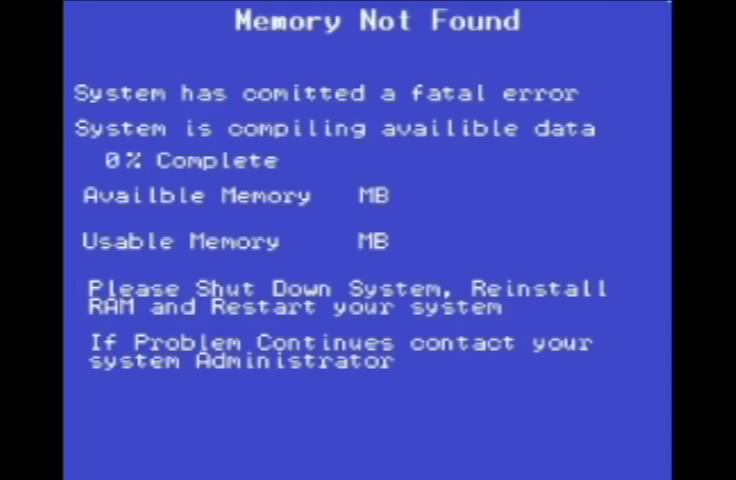 Memory Not Found
System has comitted a fatal error
System is compiling availible data
0% Complete
Availble Memory MB
Usable Memory MB
Please Shut Down System, Reinstall
RAM and Restart your system
If Problem Continues contact your
system Administrator